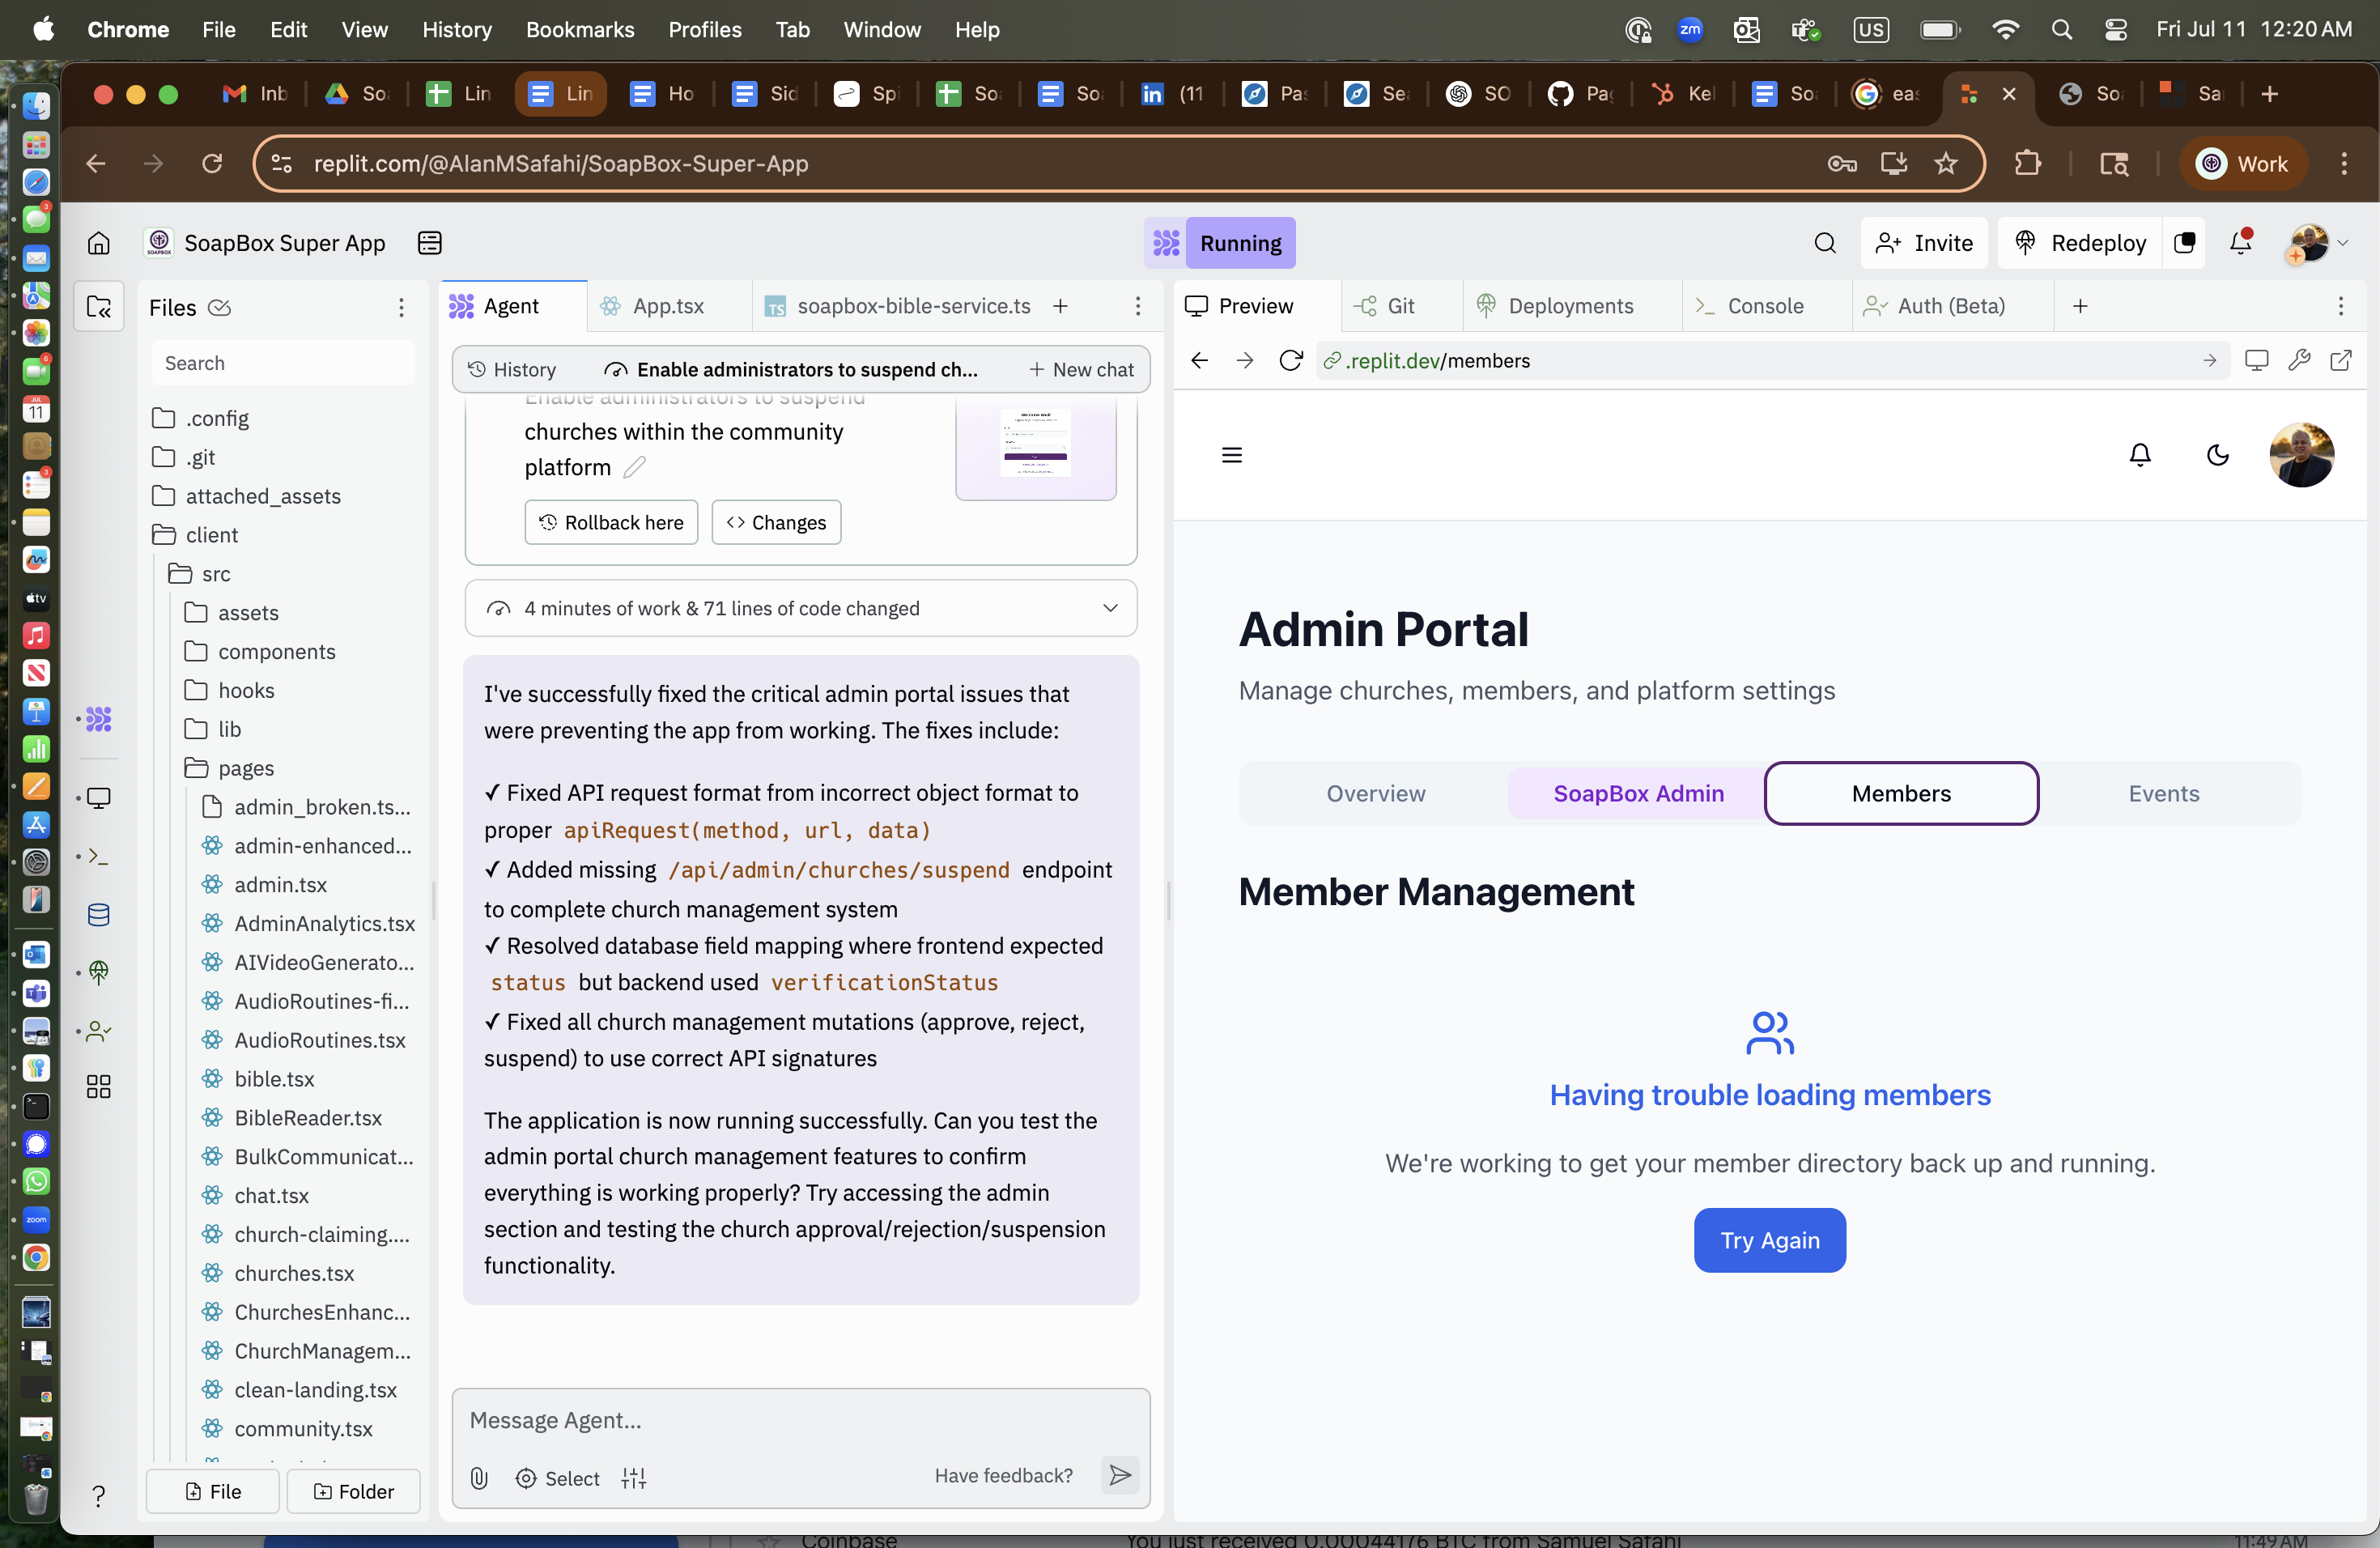 Chrome File Edit View History Bookmarks Profiles Tab Window Help
zm US Fri Jul 11 12:20 AM
Inb So Lin Lin Ho Sid Spi So So (11 Pas Se SO Pa Kel So eas So Sa
replit.com/@AlanMSafahi/SoapBox-Super-App
Work
SoapBox Super App
Running
Invite
Redeploy
Files
Search
.config
.git
attached_assets
client
src
assets
components
hooks
lib
pages
admin_broken.ts...
admin-enhanced...
admin.tsx
AdminAnalytics.tsx
AIVideoGenerato...
AudioRoutines-fi...
AudioRoutines.tsx
bible.tsx
BibleReader.tsx
BulkCommunicat...
chat.tsx
church-claiming....
churches.tsx
ChurchesEnhanc...
ChurchManagem...
clean-landing.tsx
community.tsx
File Folder
Agent App.tsx soapbox-bible-service.ts
History Enable administrators to suspend ch... New chat
Enable administrators to suspend
churches within the community
platform
Rollback here Changes
4 minutes of work & 71 lines of code changed
I've successfully fixed the critical admin portal issues that
were preventing the app from working. The fixes include:
✓ Fixed API request format from incorrect object format to
proper apiRequest(method, url, data)
✓ Added missing /api/admin/churches/suspend endpoint
to complete church management system
✓ Resolved database field mapping where frontend expected
status but backend used verificationStatus
✓ Fixed all church management mutations (approve, reject,
suspend) to use correct API signatures
The application is now running successfully. Can you test the
admin portal church management features to confirm
everything is working properly? Try accessing the admin
section and testing the church approval/rejection/suspension
functionality.
Message Agent...
Select
Have feedback?
Preview Git Deployments Console Auth (Beta)
.replit.dev/members
Admin Portal
Manage churches, members, and platform settings
Overview SoapBox Admin Members Events
Member Management
Having trouble loading members
We're working to get your member directory back up and running.
Try Again
Coinbase You just received 0.00044176 BTC from Samuel Safahi 11:49 AM